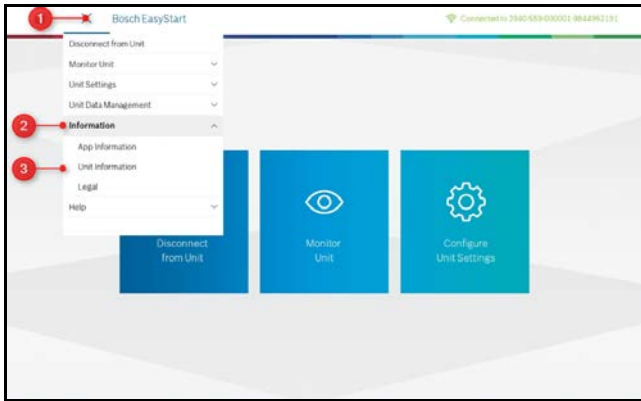 1
Bosch EasyStart
Connected to 3940-659-000001-9844962191
Disconnect from Unit
Monitor Unit
Unit Settings
Unit Data Management
2
Information
App Information
3
Unit Information
Legal
Help
Disconnect
from Unit
Monitor
Unit
Configure
Unit Settings